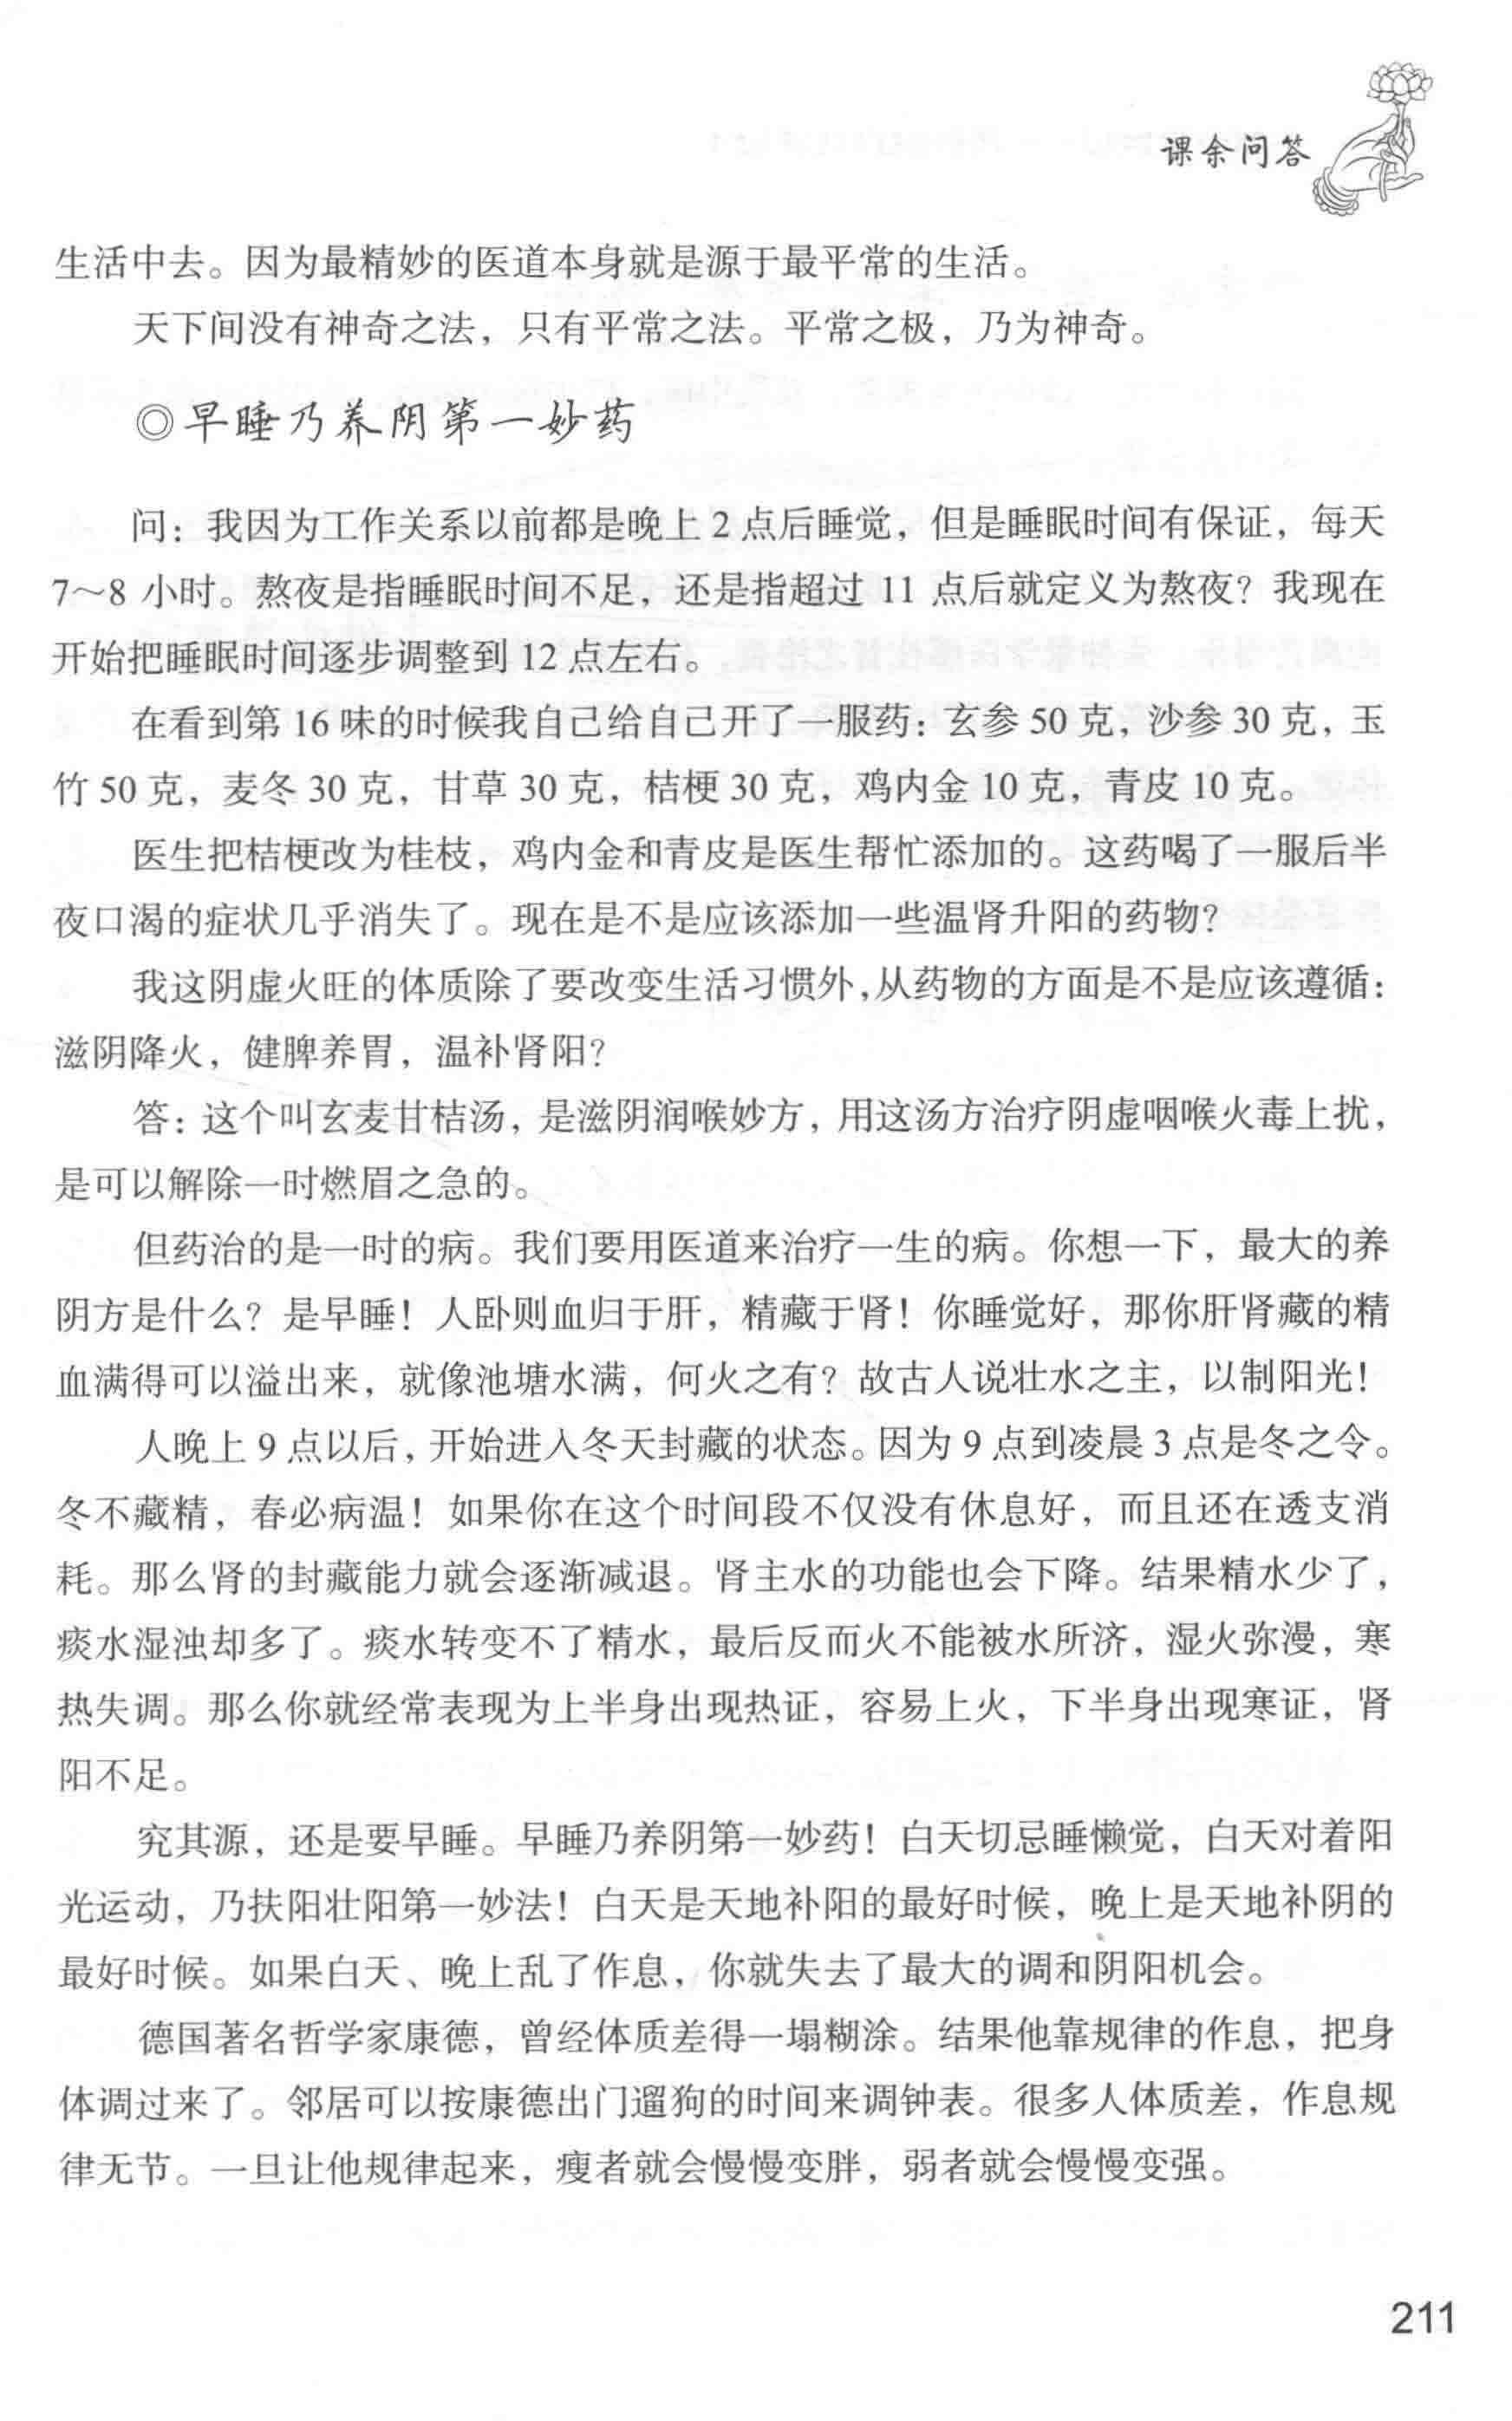 课余问答
生活中去。因为最精妙的医道本身就是源于最平常的生活。
天下间没有神奇之法，只有平常之法。平常之极，乃为神奇。
◎早睡乃养阴第一妙药
问：我因为工作关系以前都是晚上 2 点后睡觉，但是睡眠时间有保证，每天
7～8 小时。熬夜是指睡眠时间不足，还是指超过 11 点后就定义为熬夜？我现在
开始把睡眠时间逐步调整到 12 点左右。
在看到第 16 味的时候我自己给自己开了一服药：玄参 50 克，沙参 30 克，玉
竹 50 克，麦冬 30 克，甘草 30 克，桔梗 30 克，鸡内金 10 克，青皮 10 克。
医生把桔梗改为桂枝，鸡内金和青皮是医生帮忙添加的。这药喝了一服后半
夜口渴的症状几乎消失了。现在是不是应该添加一些温肾升阳的药物？
我这阴虚火旺的体质除了要改变生活习惯外，从药物的方面是不是应该遵循：
滋阴降火，健脾养胃，温补肾阳？
答：这个叫玄麦甘桔汤，是滋阴润喉妙方，用这汤方治疗阴虚咽喉火毒上扰，
是可以解除一时燃眉之急的。
但药治的是一时的病。我们要用医道来治疗一生的病。你想一下，最大的养
阴方是什么？是早睡！人卧则血归于肝，精藏于肾！你睡觉好，那你肝肾藏的精
血满得可以溢出来，就像池塘水满，何火之有？故古人说壮水之主，以制阳光！
人晚上 9 点以后，开始进入冬天封藏的状态。因为 9 点到凌晨 3 点是冬之令。
冬不藏精，春必病温！如果你在这个时间段不仅没有休息好，而且还在透支消
耗。那么肾的封藏能力就会逐渐减退。肾主水的功能也会下降。结果精水少了，
痰水湿浊却多了。痰水转变不了精水，最后反而火不能被水所济，湿火弥漫，寒
热失调。那么你就经常表现为上半身出现热证，容易上火，下半身出现寒证，肾
阳不足。
究其源，还是要早睡。早睡乃养阴第一妙药！白天切忌睡懒觉，白天对着阳
光运动，乃扶阳壮阳第一妙法！白天是天地补阳的最好时候，晚上是天地补阴的
最好时候。如果白天、晚上乱了作息，你就失去了最大的调和阴阳机会。
德国著名哲学家康德，曾经体质差得一塌糊涂。结果他靠规律的作息，把身
体调过来了。邻居可以按康德出门遛狗的时间来调钟表。很多人体质差，作息规
律无节。一旦让他规律起来，瘦者就会慢慢变胖，弱者就会慢慢变强。
211